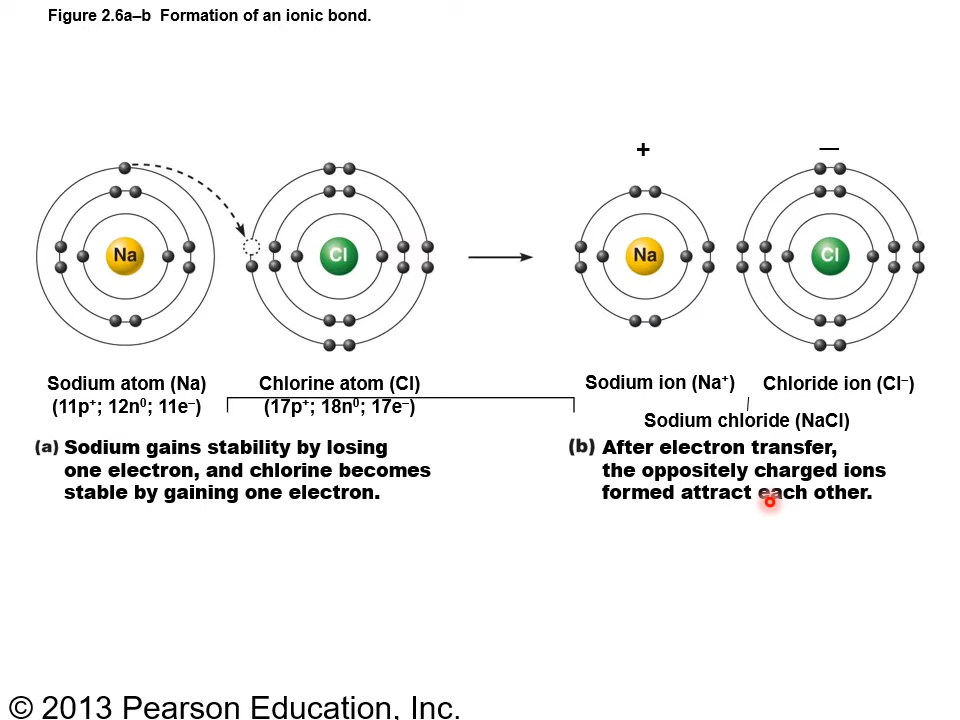 Figure 2.6a–b Formation of an ionic bond.
+ —
Na Cl Na Cl
Sodium atom (Na) Chlorine atom (Cl) Sodium ion (Na⁺) Chloride ion (Cl⁻)
(11p⁺; 12n⁰; 11e⁻) (17p⁺; 18n⁰; 17e⁻)
Sodium chloride (NaCl)
(a) Sodium gains stability by losing
one electron, and chlorine becomes
stable by gaining one electron.
(b) After electron transfer,
the oppositely charged ions
formed attract each other.
© 2013 Pearson Education, Inc.